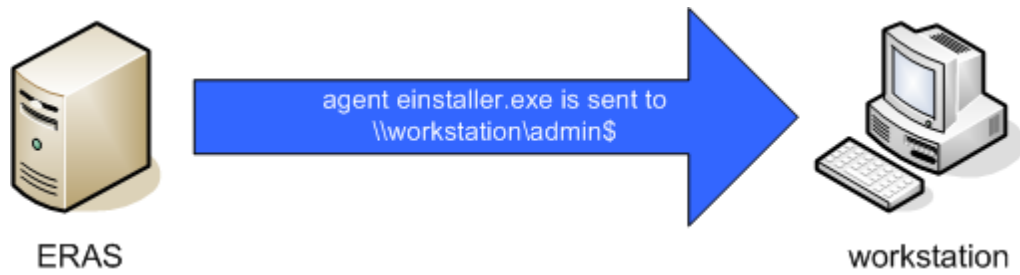 agent einstaller.exe is sent to
\\workstation\admin$
ERAS
workstation